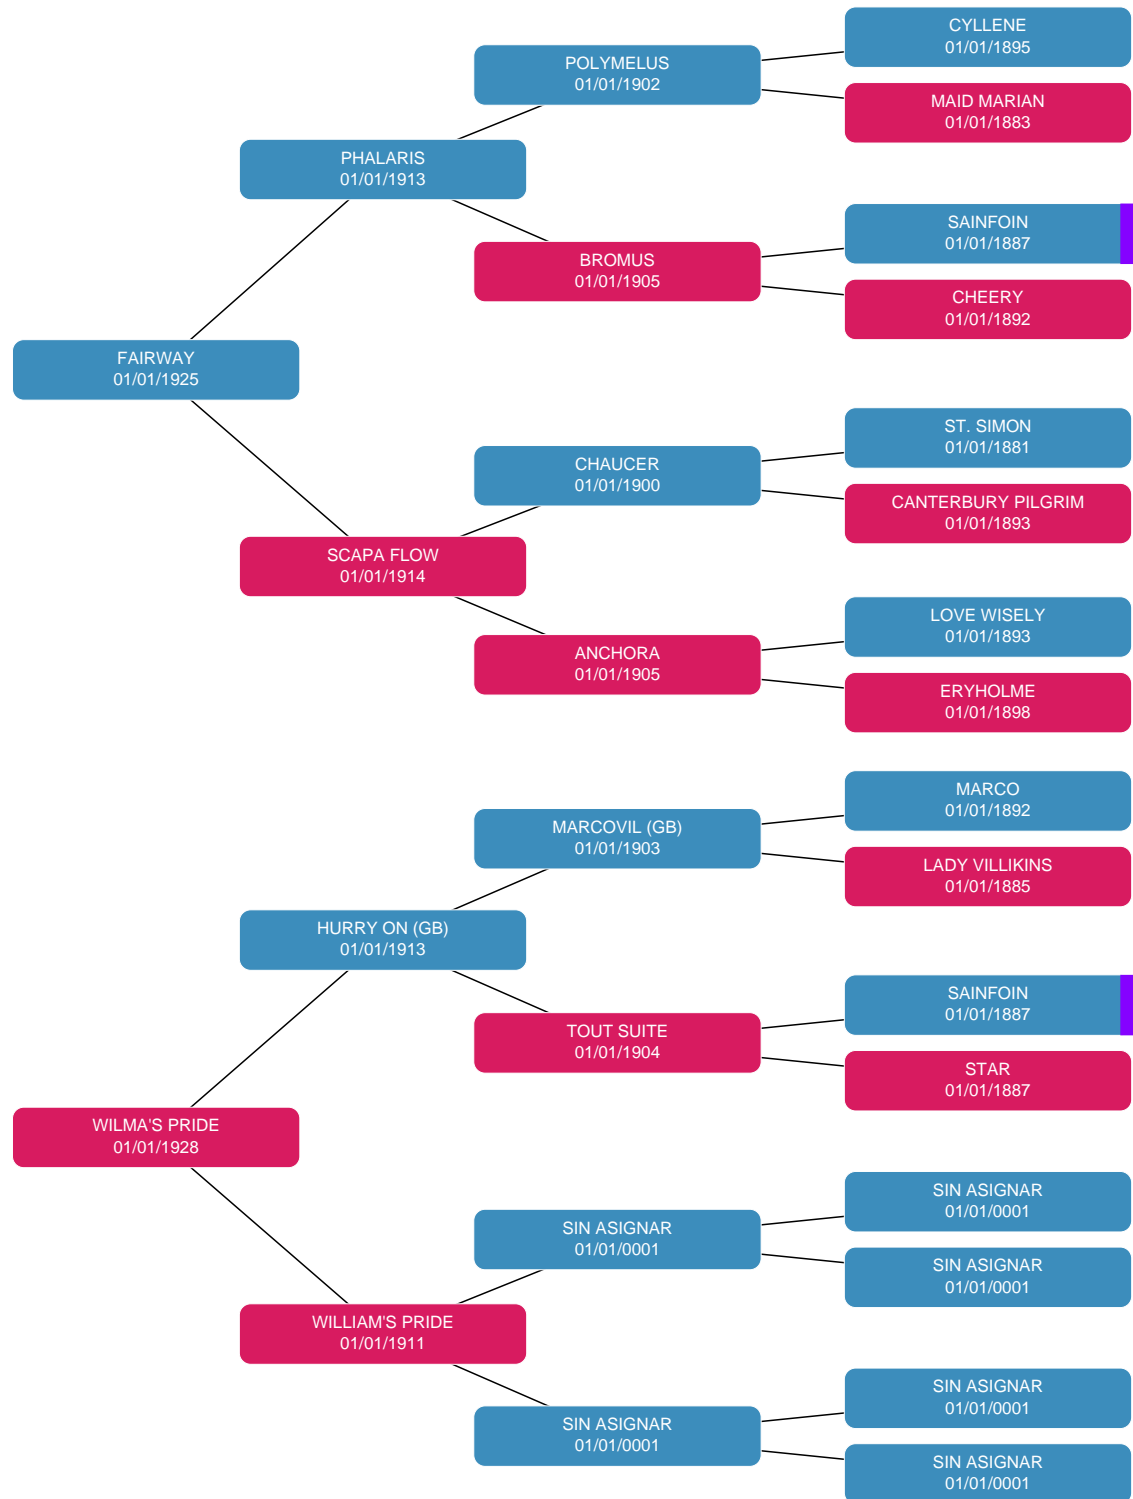 CYLLENE
01/01/1895
POLYMELUS
01/01/1902
MAID MARIAN
01/01/1883
PHALARIS
01/01/1913
SAINFOIN
01/01/1887
BROMUS
01/01/1905
CHEERY
01/01/1892
FAIRWAY
01/01/1925
ST. SIMON
01/01/1881
CHAUCER
01/01/1900
CANTERBURY PILGRIM
01/01/1893
SCAPA FLOW
01/01/1914
LOVE WISELY
01/01/1893
ANCHORA
01/01/1905
ERYHOLME
01/01/1898
MARCO
01/01/1892
MARCOVIL (GB)
01/01/1903
LADY VILLIKINS
01/01/1885
HURRY ON (GB)
01/01/1913
SAINFOIN
01/01/1887
TOUT SUITE
01/01/1904
STAR
01/01/1887
WILMA'S PRIDE
01/01/1928
SIN ASIGNAR
01/01/0001
SIN ASIGNAR
01/01/0001
SIN ASIGNAR
01/01/0001
WILLIAM'S PRIDE
01/01/1911
SIN ASIGNAR
01/01/0001
SIN ASIGNAR
01/01/0001
SIN ASIGNAR
01/01/0001